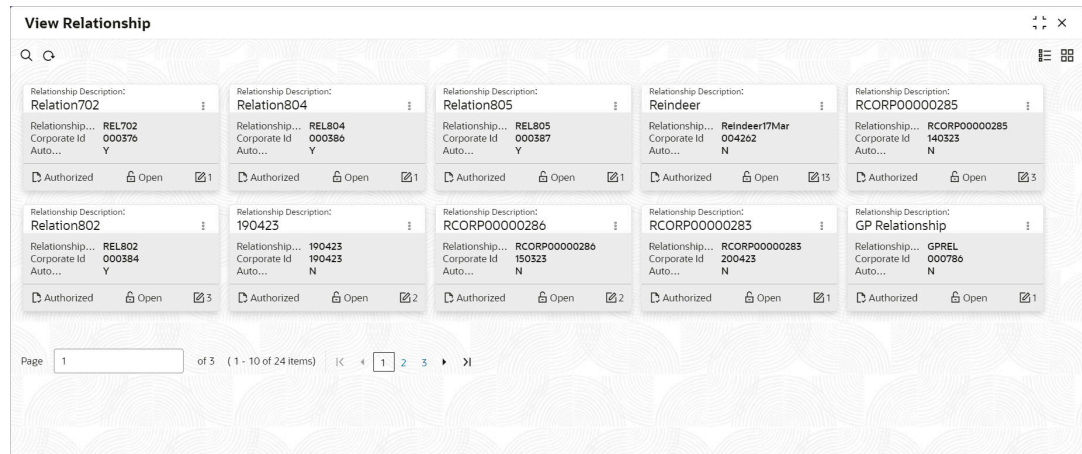 View Relationship
Relationship Description:
Relation702
Relationship... REL702
Corporate Id 000376
Auto... Y
Authorized Open 1
Relationship Description:
Relation804
Relationship... REL804
Corporate Id 000386
Auto... Y
Authorized Open 1
Relationship Description:
Relation805
Relationship... REL805
Corporate Id 000387
Auto... Y
Authorized Open 1
Relationship Description:
Reindeer
Relationship... Reindeer17Mar
Corporate Id 004262
Auto... N
Authorized Open 13
Relationship Description:
RCORP00000285
Relationship... RCORP00000285
Corporate Id 140323
Auto... N
Authorized Open 3
Relationship Description:
Relation802
Relationship... REL802
Corporate Id 000384
Auto... Y
Authorized Open 3
Relationship Description:
190423
Relationship... 190423
Corporate Id 190423
Auto... N
Authorized Open 2
Relationship Description:
RCORP00000286
Relationship... RCORP00000286
Corporate Id 150323
Auto... N
Authorized Open 2
Relationship Description:
RCORP00000283
Relationship... RCORP00000283
Corporate Id 200423
Auto... N
Authorized Open 1
Relationship Description:
GP Relationship
Relationship... GPREL
Corporate Id 000786
Auto... N
Authorized Open 1
Page 1 of 3 (1 - 10 of 24 items) 1 2 3